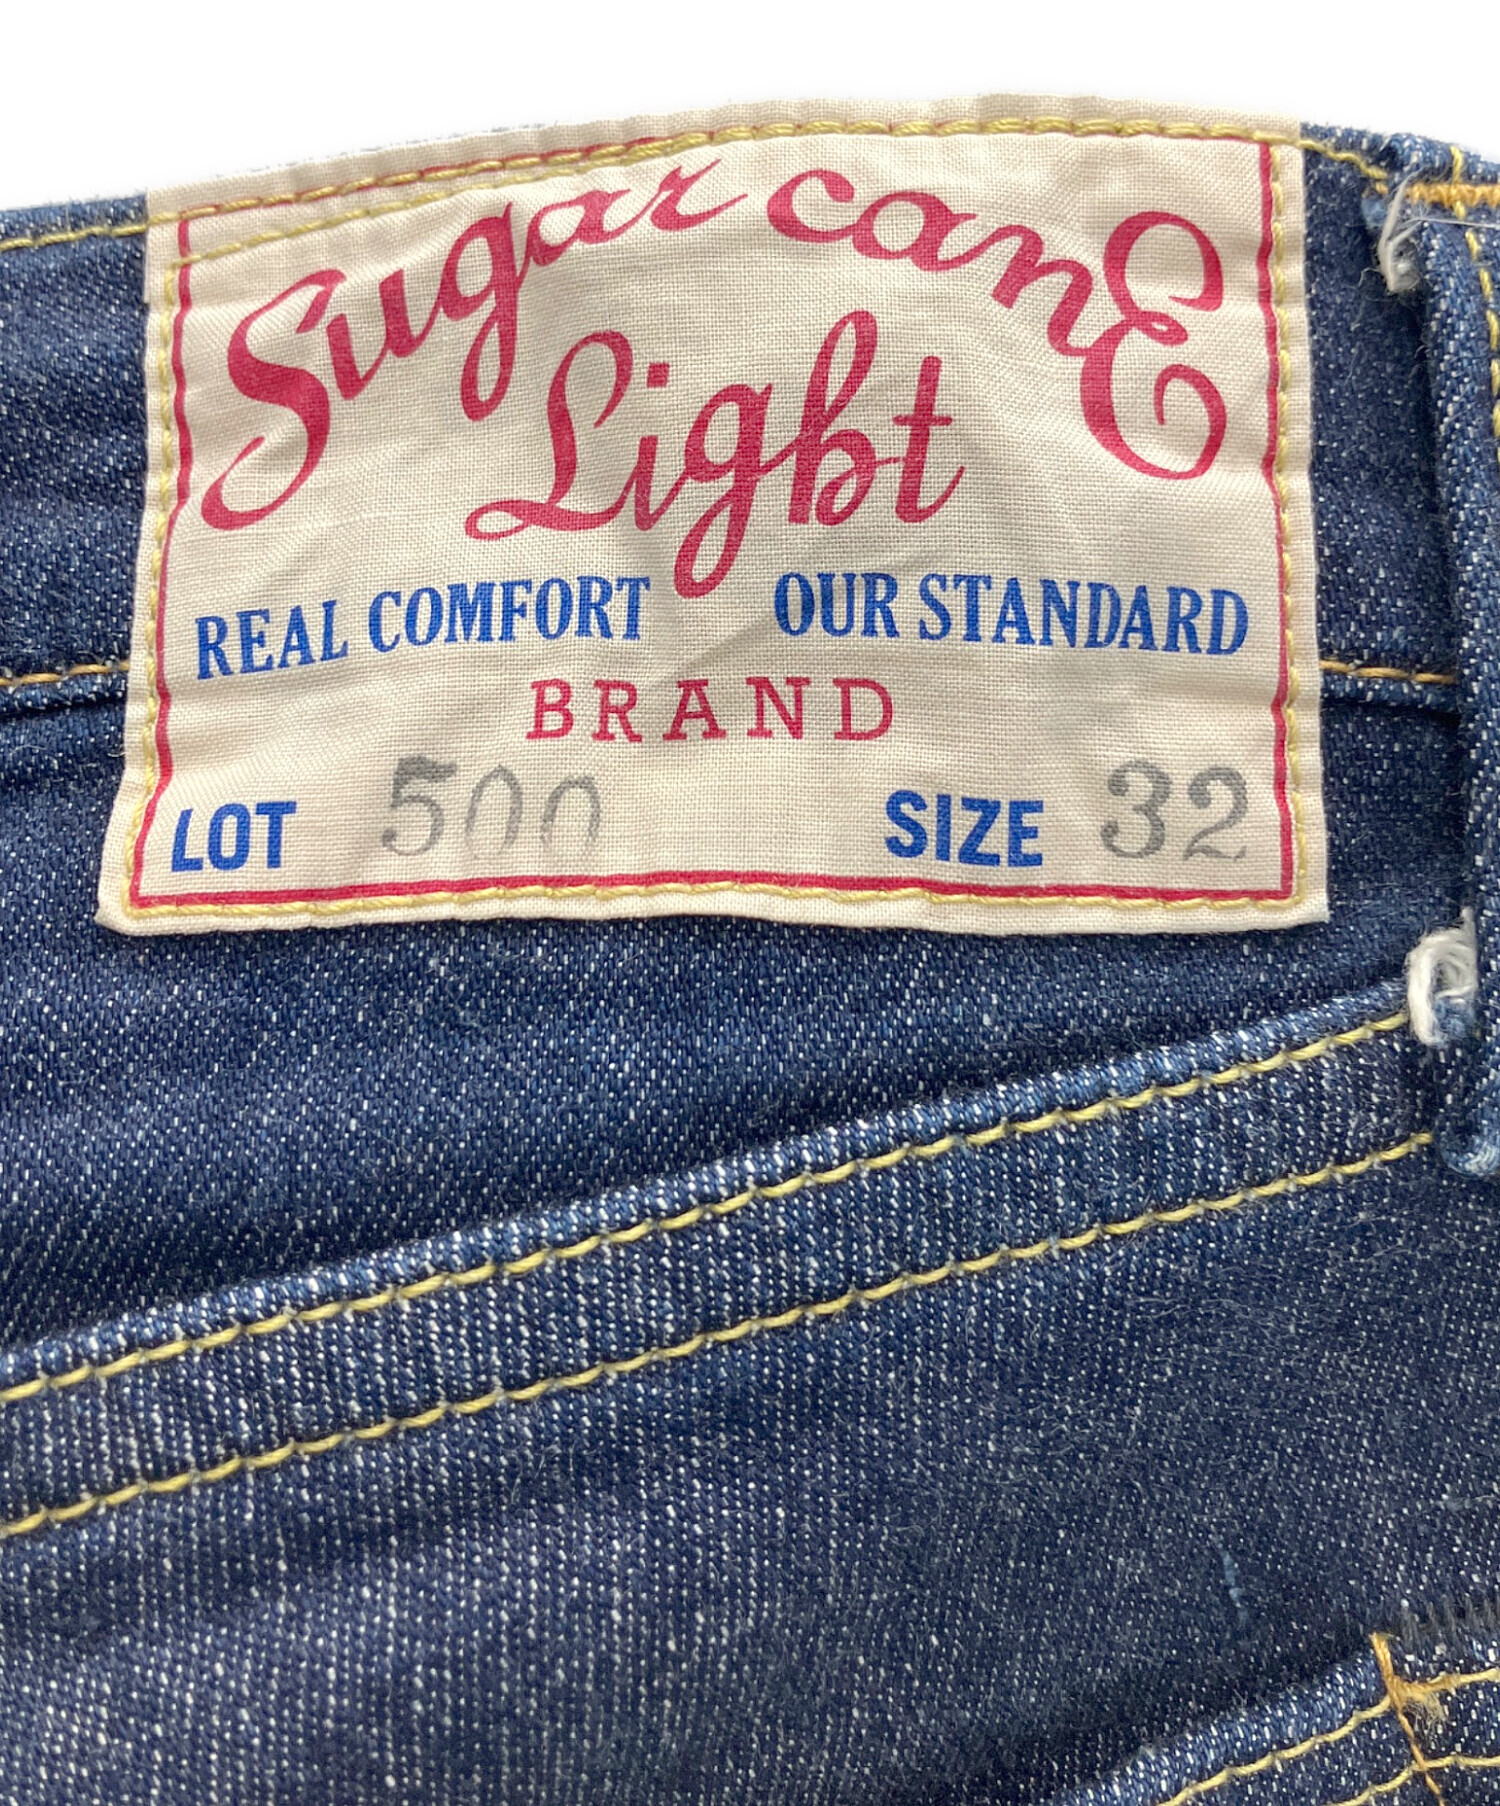 Sugar canE
Light
REAL COMFORT OUR STANDARD
BRAND
LOT 500 SIZE 32